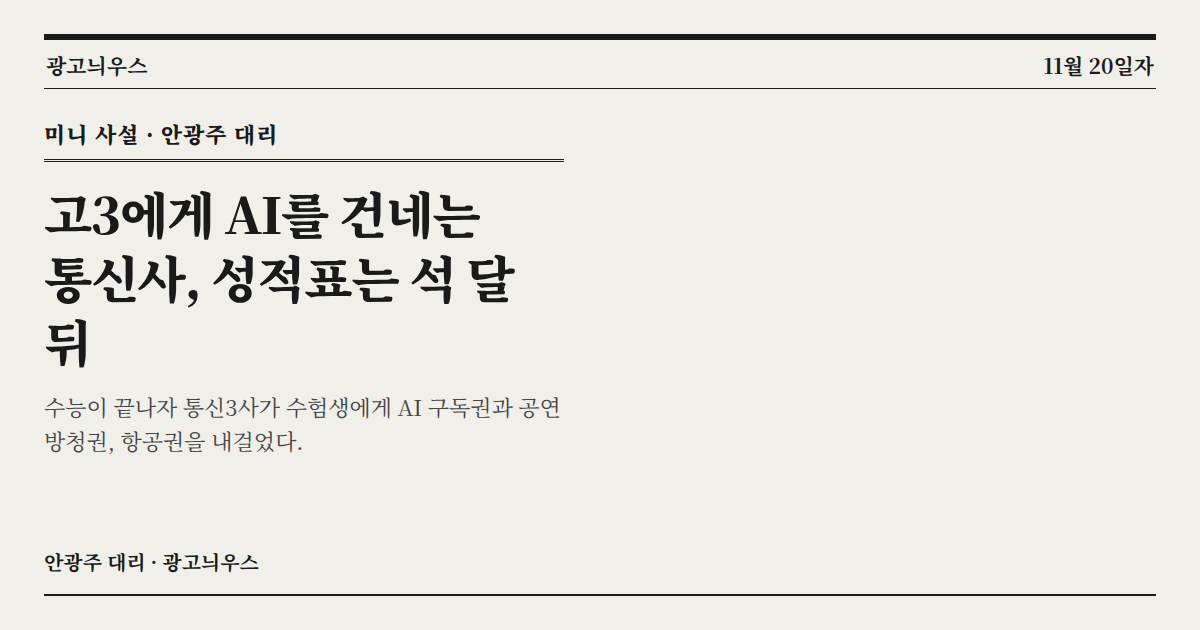 광고늬우스
11월 20일자
미니 사설 · 안광주 대리
고3에게 AI를 건네는
통신사, 성적표는 석 달
뒤
수능이 끝나자 통신3사가 수험생에게 AI 구독권과 공연
방청권, 항공권을 내걸었다.
안광주 대리 · 광고늬우스